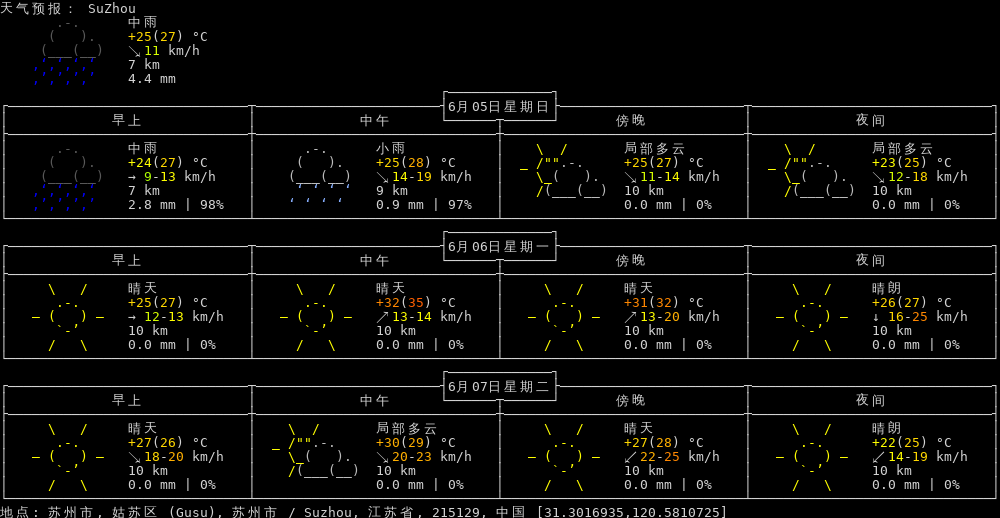 天气预报: SuZhou
中雨
+25(27) °C
↘ 11 km/h
7 km
4.4 mm
6月05日星期日
早上 中午 傍晚 夜间
中雨 小雨 局部多云 局部多云
+24(27) °C +25(28) °C +25(27) °C +23(25) °C
→ 9-13 km/h ↘ 14-19 km/h ↘ 11-14 km/h ↘ 12-18 km/h
7 km 9 km 10 km 10 km
2.8 mm | 98% 0.9 mm | 97% 0.0 mm | 0% 0.0 mm | 0%
6月06日星期一
早上 中午 傍晚 夜间
晴天 晴天 晴天 晴朗
+25(27) °C +32(35) °C +31(32) °C +26(27) °C
→ 12-13 km/h ↗ 13-14 km/h ↗ 13-20 km/h ↓ 16-25 km/h
10 km 10 km 10 km 10 km
0.0 mm | 0% 0.0 mm | 0% 0.0 mm | 0% 0.0 mm | 0%
6月07日星期二
早上 中午 傍晚 夜间
晴天 局部多云 晴天 晴朗
+27(26) °C +30(29) °C +27(28) °C +22(25) °C
↘ 18-20 km/h ↘ 20-23 km/h ↙ 22-25 km/h ↙ 14-19 km/h
10 km 10 km 10 km 10 km
0.0 mm | 0% 0.0 mm | 0% 0.0 mm | 0% 0.0 mm | 0%
地点: 苏州市, 姑苏区 (Gusu), 苏州市 / Suzhou, 江苏省, 215129, 中国 [31.3016935,120.5810725]